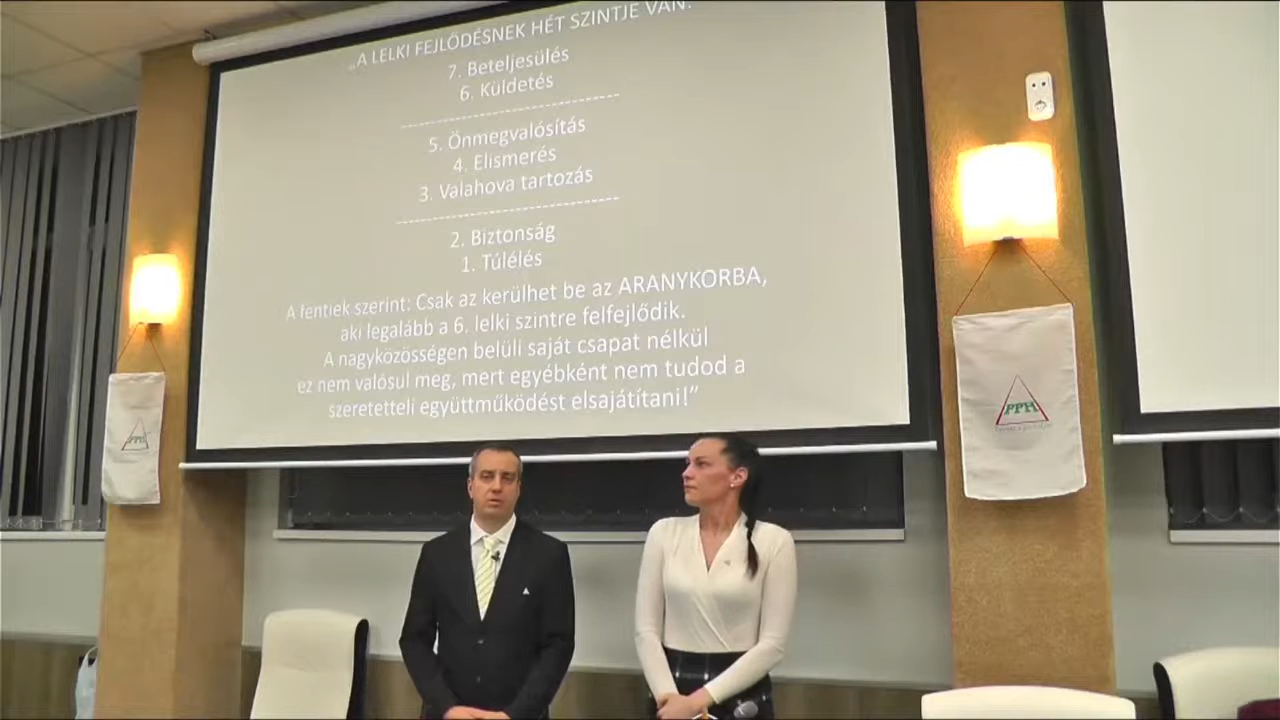 „A LELKI FEJLŐDÉSNEK HÉT SZINTJE VAN:
7. Beteljesülés
6. Küldetés
5. Önmegvalósítás
4. Elismerés
3. Valahova tartozás
2. Biztonság
1. Túlélés
A fentiek szerint: Csak az kerülhet be az ARANYKORBA,
aki legalább a 6. lelki szintre felfejlődik.
A nagyközösségen belüli saját csapat nélkül
ez nem valósul meg, mert egyébként nem tudod a
szeretetteli együttműködést elsajátítani!”
PPH
PPH